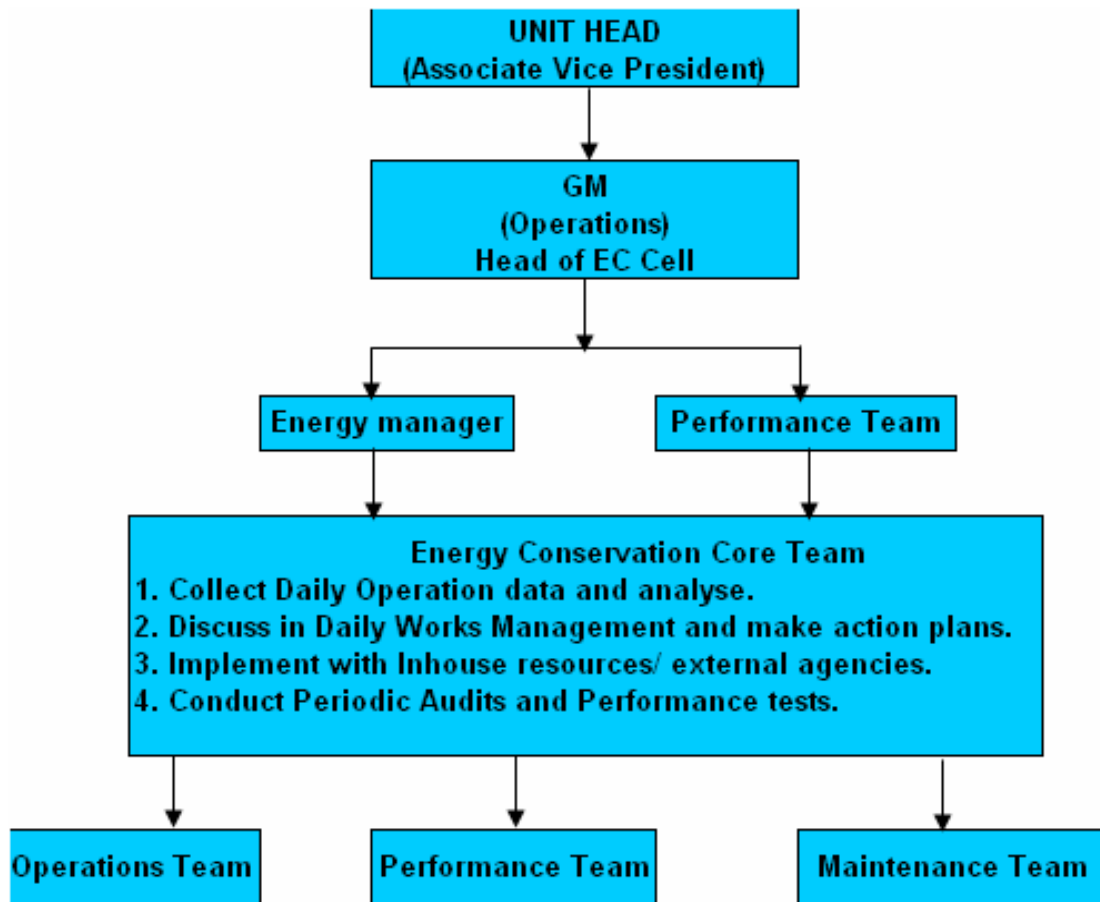 UNIT HEAD
(Associate Vice President)
GM
(Operations)
Head of EC Cell
Energy manager
Performance Team
Energy Conservation Core Team
1. Collect Daily Operation data and analyse.
2. Discuss in Daily Works Management and make action plans.
3. Implement with Inhouse resources/ external agencies.
4. Conduct Periodic Audits and Performance tests.
Operations Team
Performance Team
Maintenance Team